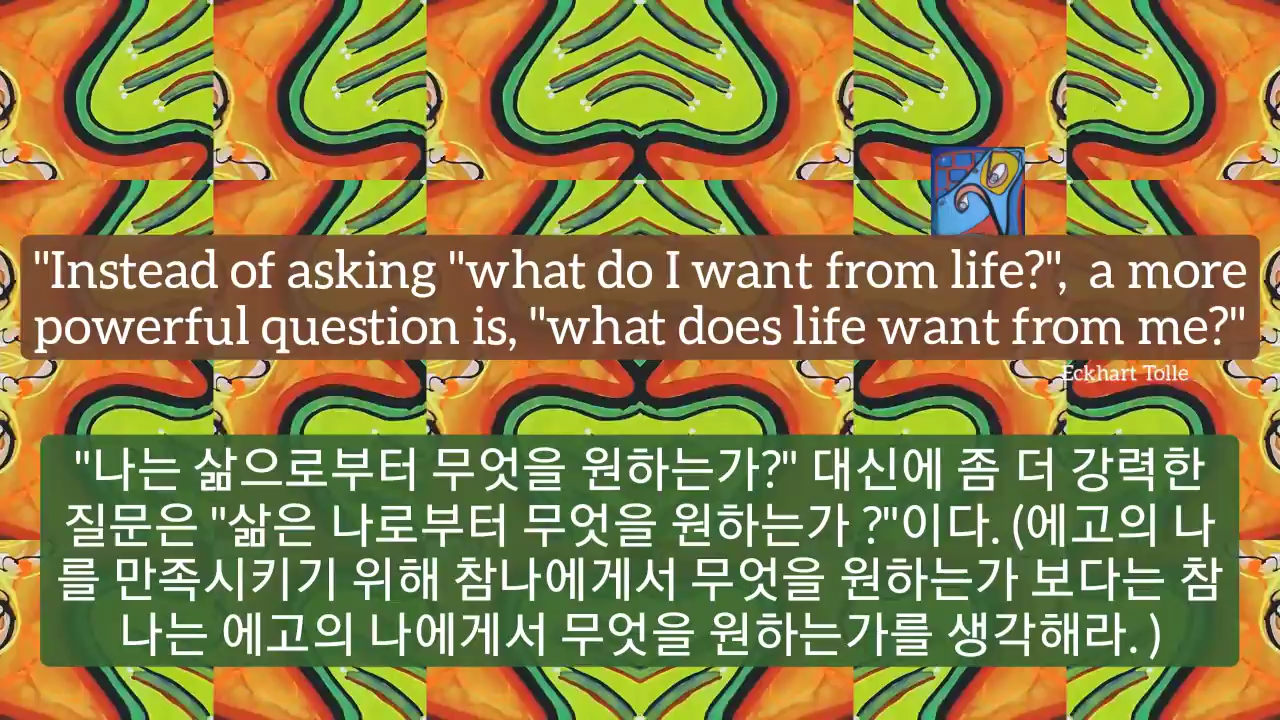 "Instead of asking "what do I want from life?",  a more
powerful question is, "what does life want from me?"
Eckhart Tolle
"나는 삶으로부터 무엇을 원하는가?" 대신에 좀 더 강력한
질문은 "삶은 나로부터 무엇을 원하는가 ?"이다. (에고의 나
를 만족시키기 위해 참나에게서 무엇을 원하는가 보다는 참
나는 에고의 나에게서 무엇을 원하는가를 생각해라. )